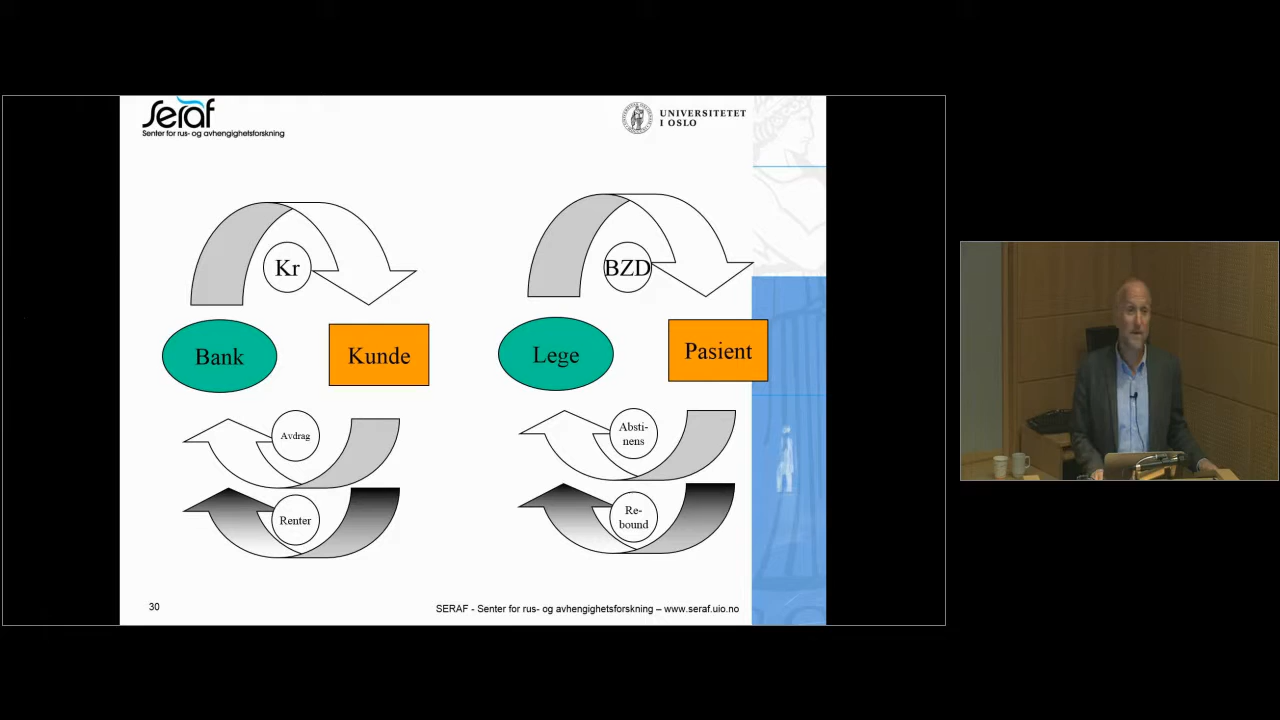 seraf
Senter for rus- og avhengighetsforskning
UNIVERSITETET
I OSLO
Kr
Bank
Kunde
Avdrag
Renter
BZD
Lege
Pasient
Absti-
nens
Re-
bound
30
SERAF - Senter for rus- og avhengighetsforskning – www.seraf.uio.no